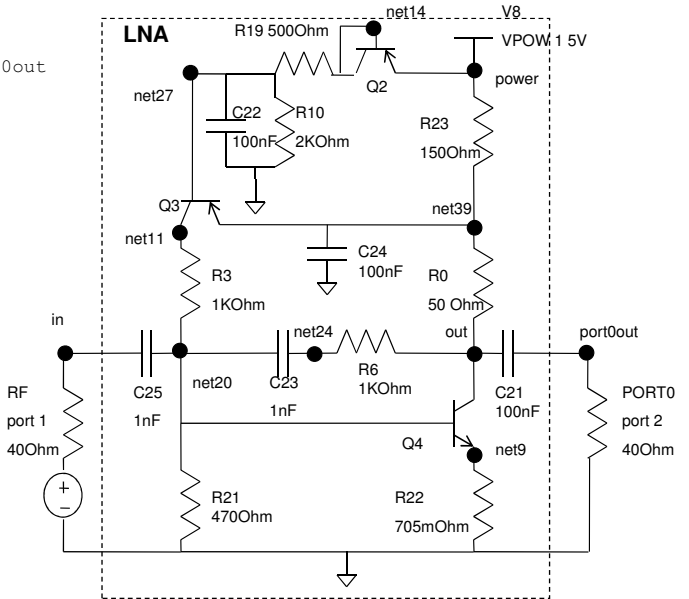 net14
V8
LNA
R19 500Ohm
VPOW 1 5V
0out
net27
Q2
power
C22
100nF
R10
2KOhm
R23
15OOhm
Q3
net39
net11
C24
100nF
R3
1KOhm
R0
50 Ohm
in
net24
out
port0out
net20
R6
1KOhm
RF
port 1
40Ohm
C25
1nF
C23
1nF
C21
100nF
PORT0
port 2
40Ohm
Q4
net9
R21
470Ohm
R22
705mOhm
+
−